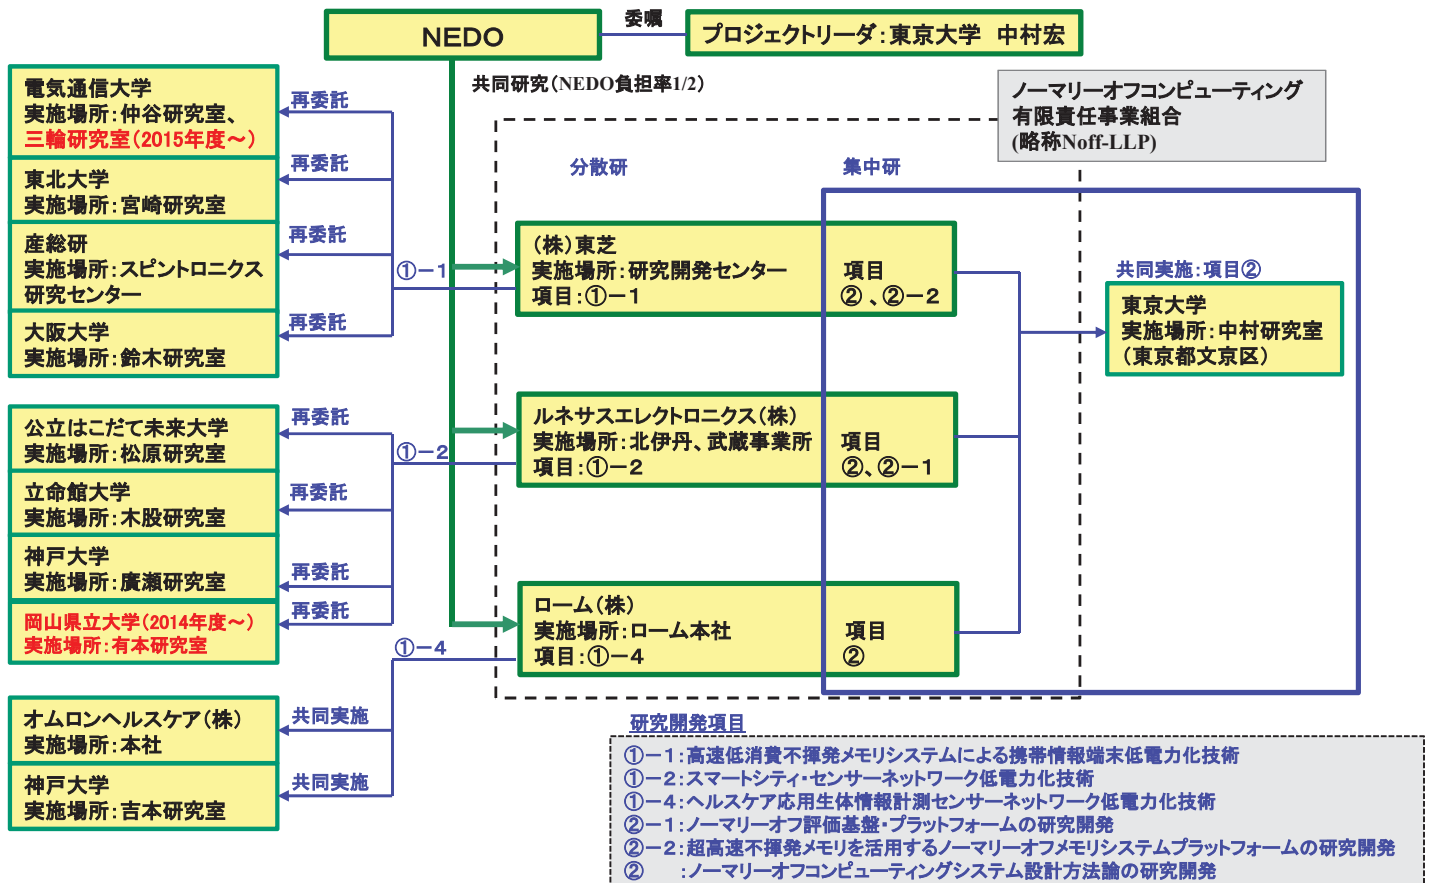 NEDO
委嘱
プロジェクトリーダ：東京大学　中村宏
共同研究（NEDO負担率1/2）
ノーマリーオフコンピューティング
有限責任事業組合
(略称Noff-LLP)
電気通信大学
実施場所：仲谷研究室、
三輪研究室（2015年度～）
再委託
東北大学
実施場所：宮崎研究室
再委託
産総研
実施場所：スピントロニクス
研究センター
再委託
大阪大学
実施場所：鈴木研究室
再委託
①－1
分散研
集中研
（株）東芝
実施場所：研究開発センター
項目：①－１
項目
②　、②－２
共同実施：項目②
東京大学
実施場所：中村研究室
（東京都文京区）
公立はこだて未来大学
実施場所：松原研究室
再委託
立命館大学
実施場所：木股研究室
再委託
神戸大学
実施場所：廣瀬研究室
再委託
岡山県立大学（2014年度～）
実施場所：有本研究室
再委託
①－2
ルネサスエレクトロニクス（株）
実施場所：北伊丹、武蔵事業所
項目：①－２
項目
②、②－１
ローム（株）
実施場所：ローム本社
項目：①－４
項目
②
①－4
オムロンヘルスケア（株）
実施場所：本社
共同実施
神戸大学
実施場所：吉本研究室
共同実施
研究開発項目
①－1：高速低消費不揮発メモリシステムによる携帯情報端末低電力化技術
①－2：スマートシティ・センサーネットワーク低電力化技術
①－4：ヘルスケア応用生体情報計測センサーネットワーク低電力化技術
②－1：ノーマリーオフ評価基盤・プラットフォームの研究開発
②－2：超高速不揮発メモリを活用するノーマリーオフメモリシステムプラットフォームの研究開発
②　　：ノーマリーオフコンピューティングシステム設計方法論の研究開発